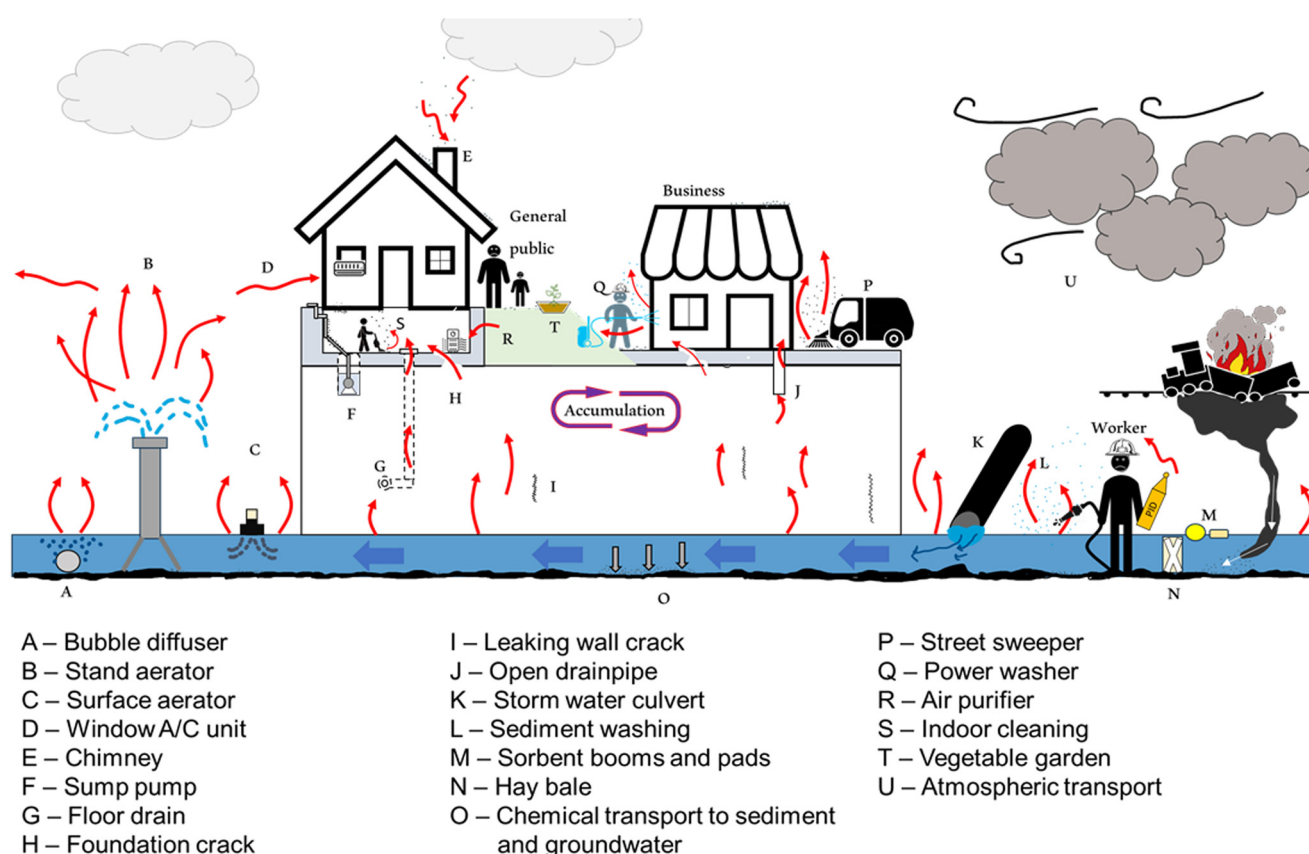 E
Business
General
public
B
D
Q
P
U
S
T
R
F
H
J
Accumulation
C
K
Worker
G
I
L
PID
M
A
O
N
A – Bubble diffuser
B – Stand aerator
C – Surface aerator
D – Window A/C unit
E – Chimney
F – Sump pump
G – Floor drain
H – Foundation crack
I – Leaking wall crack
J – Open drainpipe
K – Storm water culvert
L – Sediment washing
M – Sorbent booms and pads
N – Hay bale
O – Chemical transport to sediment
and groundwater
P – Street sweeper
Q – Power washer
R – Air purifier
S – Indoor cleaning
T – Vegetable garden
U – Atmospheric transport